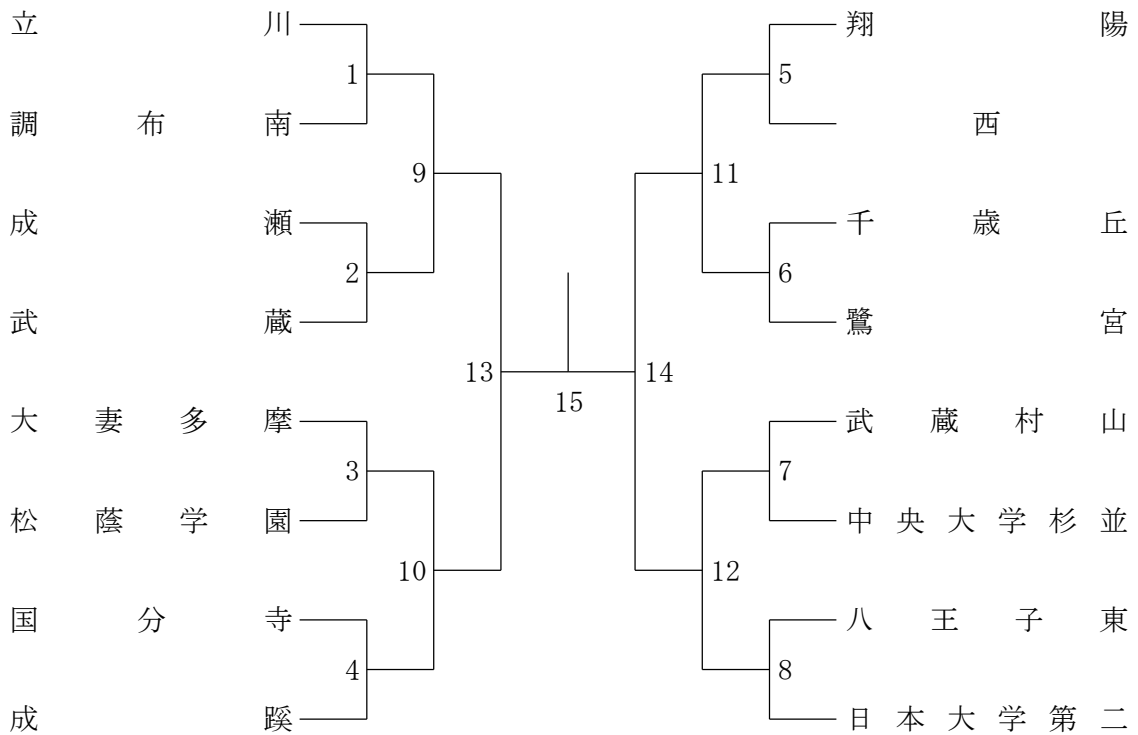 立川
1
調布南
9
成瀬
2
武蔵
13
大妻多摩
3
松蔭学園
10
国分寺
4
成蹊
15
翔陽
5
西
11
千歳丘
6
鷺宮
14
武蔵村山
7
中央大学杉並
12
八王子東
8
日本大学第二